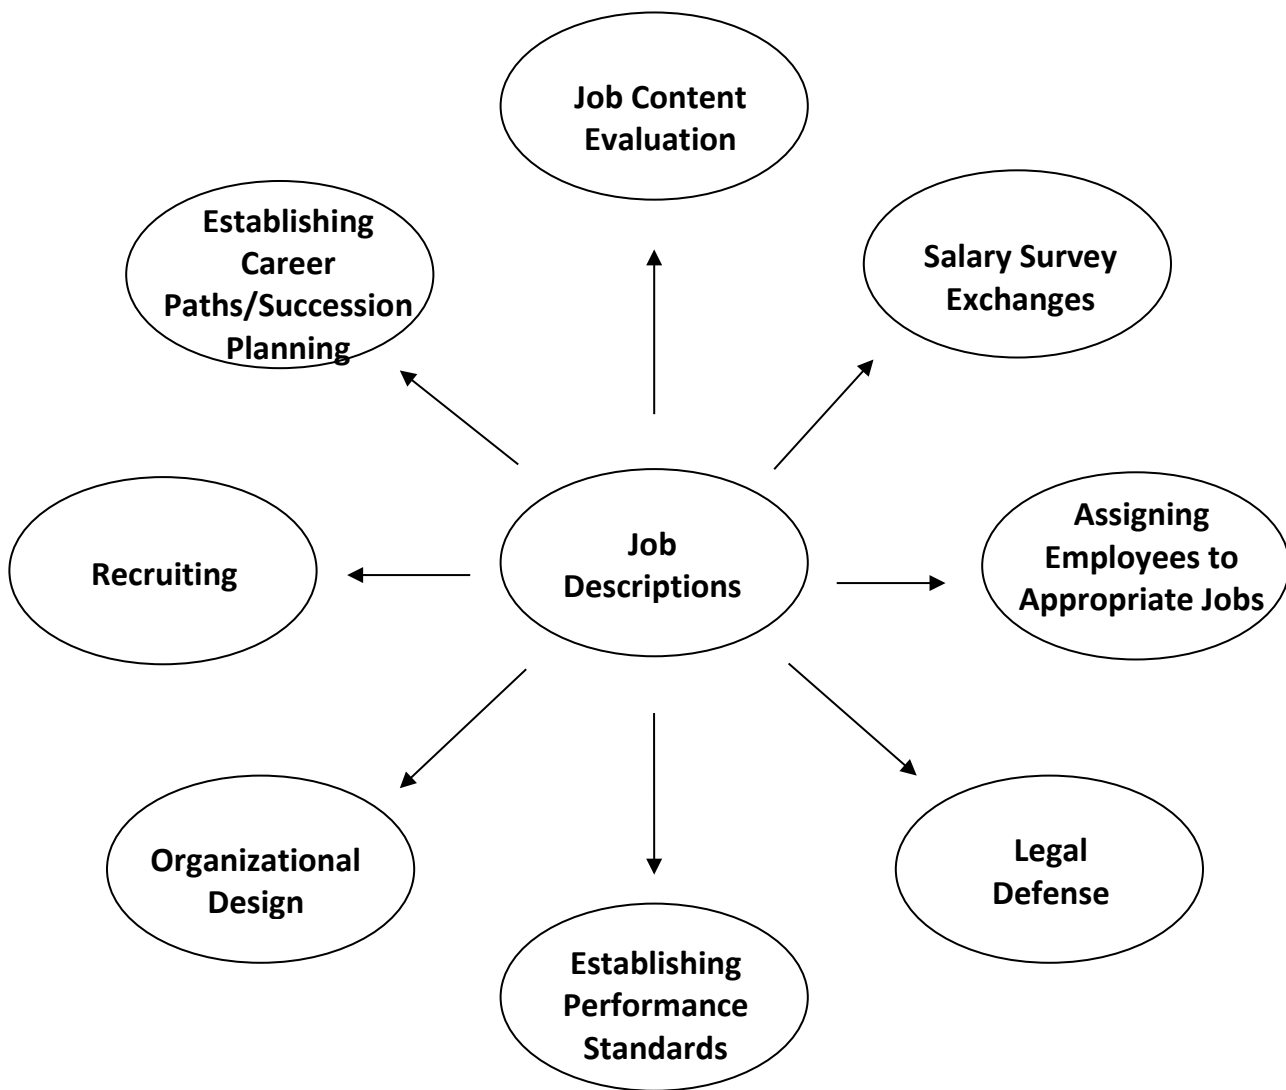 Job Content
Evaluation
Establishing
Career
Paths/Succession
Planning
Salary Survey
Exchanges
Recruiting
Job
Descriptions
Assigning
Employees to
Appropriate Jobs
Organizational
Design
Legal
Defense
Establishing
Performance
Standards